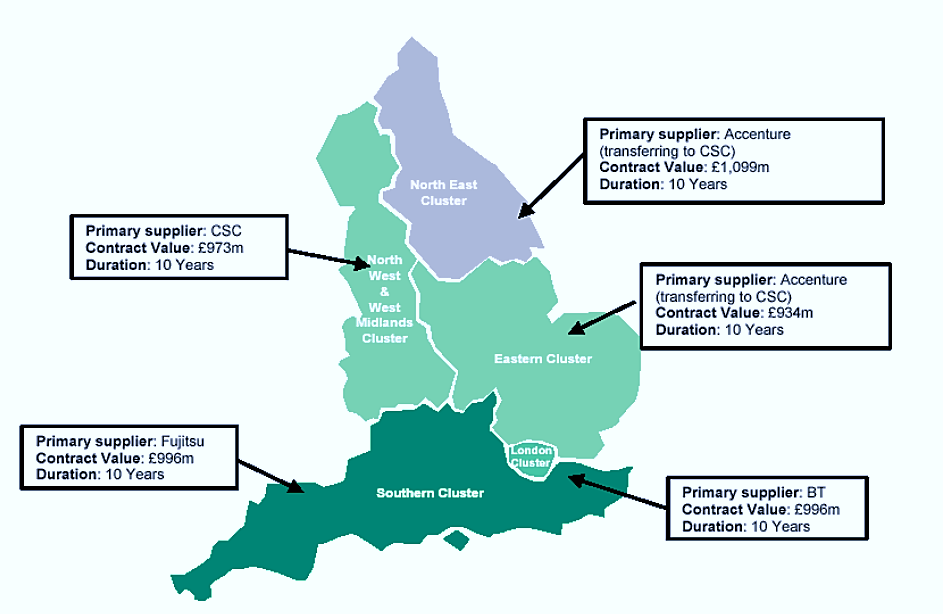 Primary supplier: Accenture
(transferring to CSC)
Contract Value: £1,099m
Duration: 10 Years
North East
Cluster
Primary supplier: CSC
Contract Value: £973m
Duration: 10 Years
North
West
&
West
Midlands
Cluster
Primary supplier: Accenture
(transferring to CSC)
Contract Value: £934m
Duration: 10 Years
Eastern Cluster
Primary supplier: Fujitsu
Contract Value: £996m
Duration: 10 Years
London
Cluster
Southern Cluster
Primary supplier: BT
Contract Value: £996m
Duration: 10 Years